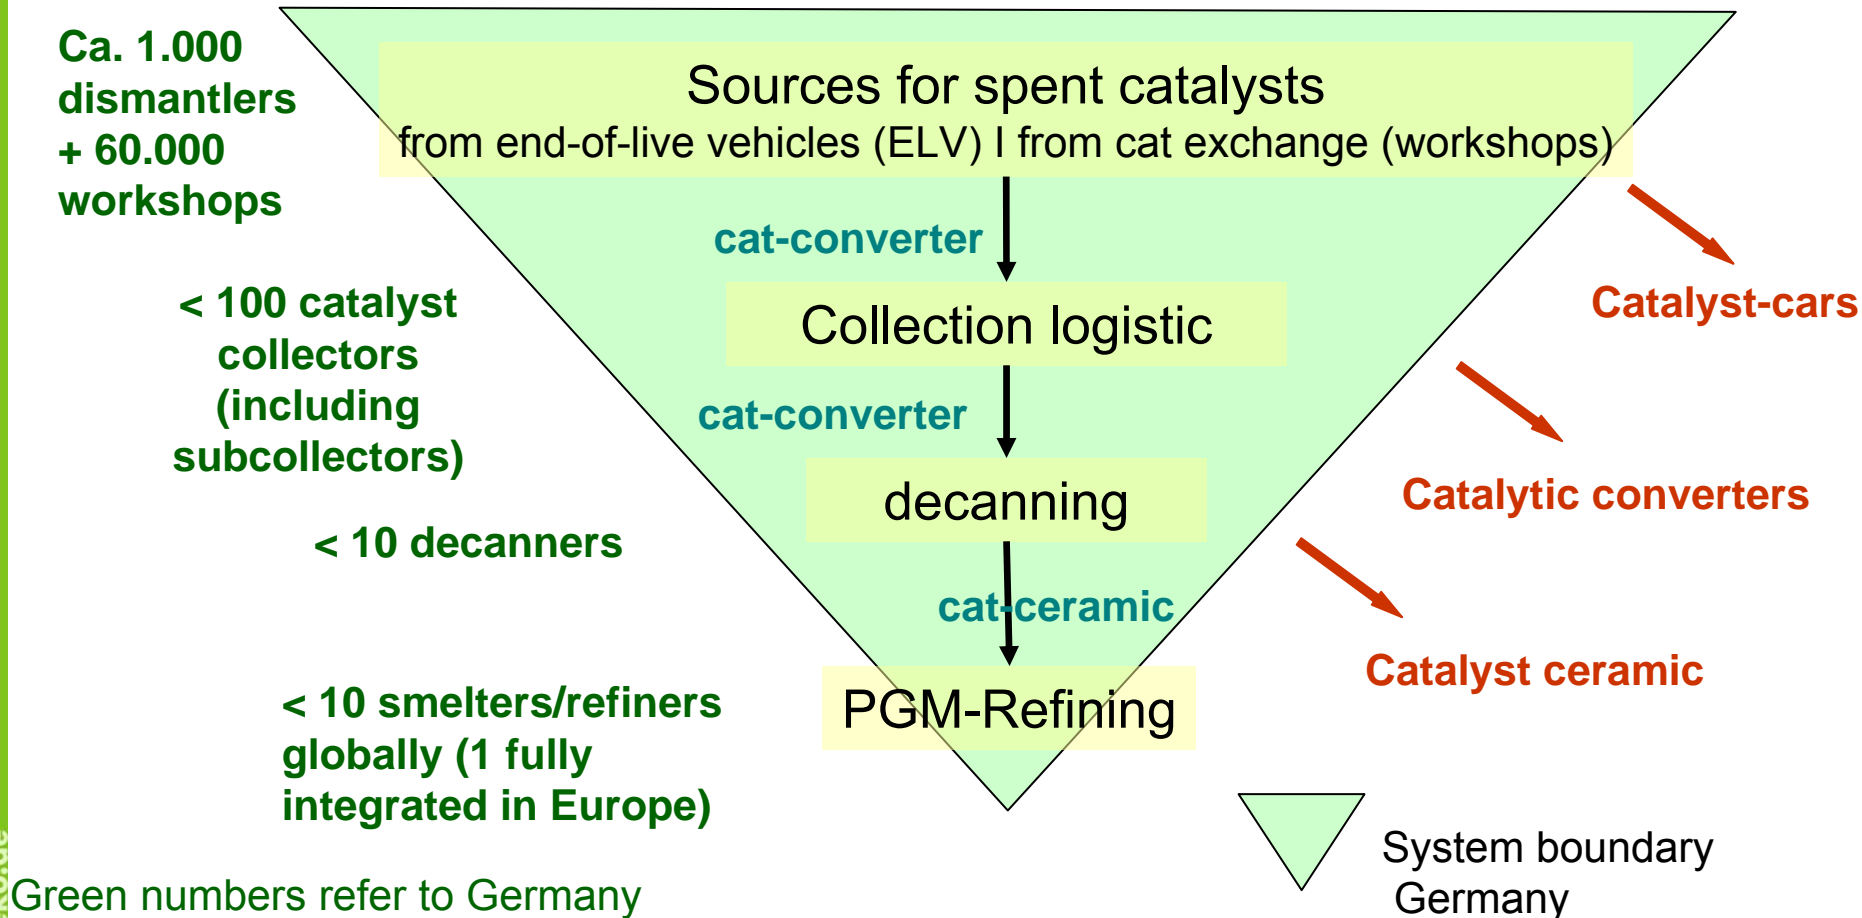 Ca. 1.000
dismantlers
+ 60.000
workshops
Sources for spent catalysts
from end-of-live vehicles (ELV) I from cat exchange (workshops)
cat-converter
Catalyst-cars
< 100 catalyst
collectors
(including
subcollectors)
Collection logistic
cat-converter
Catalytic converters
decanning
< 10 decanners
cat-ceramic
Catalyst ceramic
< 10 smelters/refiners
globally (1 fully
integrated in Europe)
PGM-Refining
System boundary
Germany
Green numbers refer to Germany